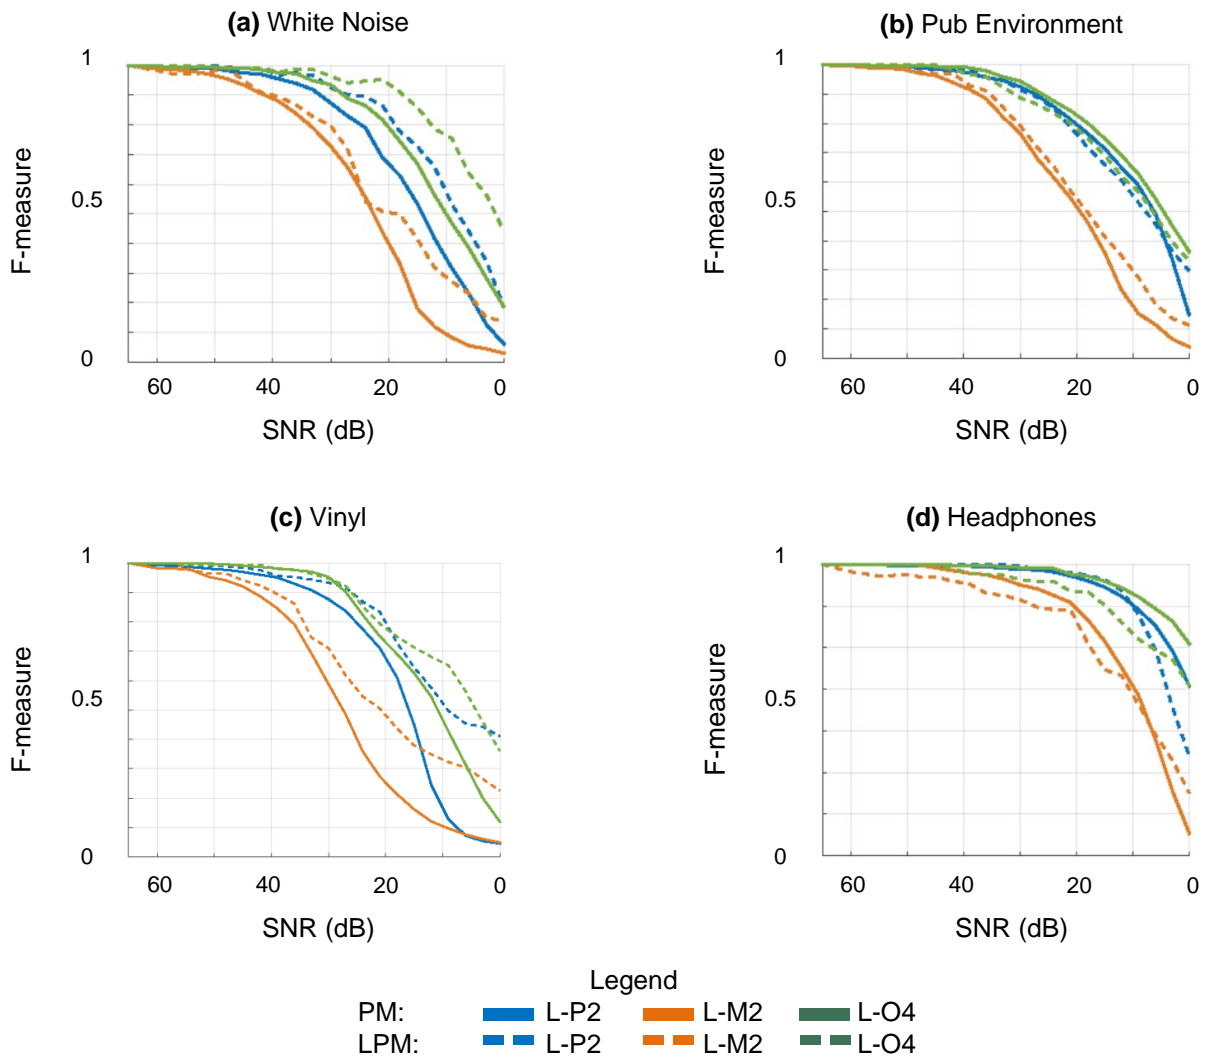 (a) White Noise
1
0.5
0
F-measure
60 40 20 0
SNR (dB)
(b) Pub Environment
1
0.5
0
F-measure
60 40 20 0
SNR (dB)
(c) Vinyl
1
0.5
0
F-measure
60 40 20 0
SNR (dB)
(d) Headphones
1
0.5
0
F-measure
60 40 20 0
SNR (dB)
Legend
PM: L-P2 L-M2 L-O4
LPM: L-P2 L-M2 L-O4